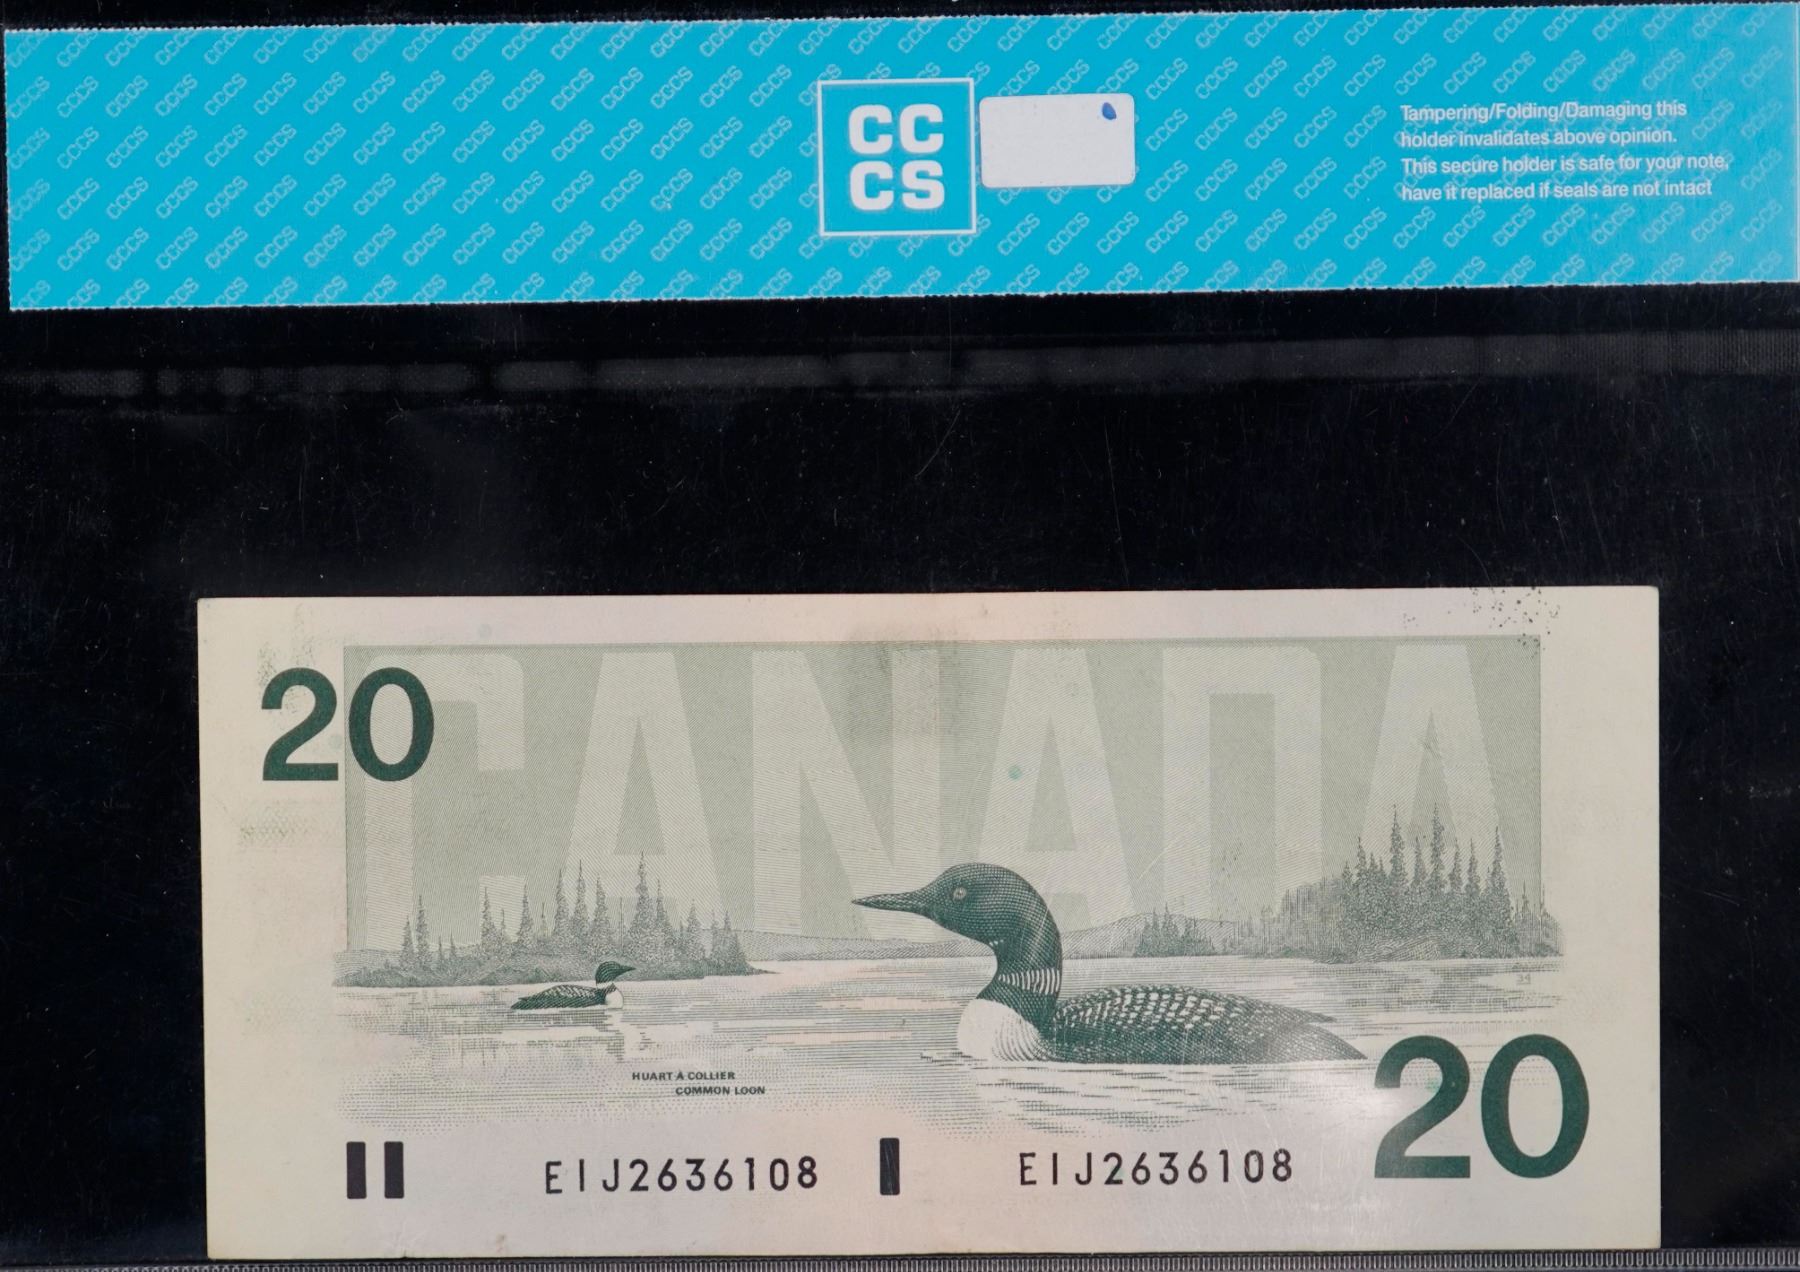 CC
CS
Tampering/Folding/Damaging this
holder invalidates above opinion.
This secure holder is safe for your note,
have it replaced if seals are not intact
CANADA
20
HUART À COLLIER
COMMON LOON
20
EIJ2636108 EIJ2636108